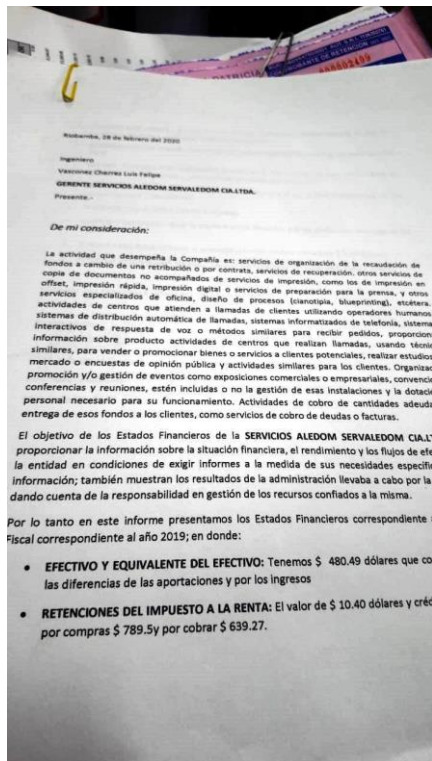 PATRICIA
COMPROBANTE DE RETENCIÓN
Riobamba, 28 de febrero del 2020
Ingeniero
Vasconez Cherrez Luis Felipe
GERENTE SERVICIOS ALEDOM SERVALEDOM CIA.LTDA.
Presente.-
De mi consideración:
La actividad que desempeña la Compañía es: servicios de organización de la recaudación de
fondos a cambio de una retribución o por contrata, servicios de recuperación, otros servicios de
copia de documentos no acompañados de servicios de impresión, como los de impresión en
offset, impresión rápida, impresión digital o servicios de preparación para la prensa, y otros
servicios especializados de oficina, diseño de procesos (cianotipia, blueprinting), etcétera.
actividades de centros que atienden a llamadas de clientes utilizando operadores humanos
sistemas de distribución automática de llamadas, sistemas informatizados de telefonía, sistema
interactivos de respuesta de voz o métodos similares para recibir pedidos, proporcion
información sobre producto actividades de centros que realizan llamadas, usando técnic
similares, para vender o promocionar bienes o servicios a clientes potenciales, realizar estudios
mercado o encuestas de opinión pública y actividades similares para los clientes. Organizac
promoción y/o gestión de eventos como exposiciones comerciales o empresariales, convencio
conferencias y reuniones, estén incluidas o no la gestión de esas instalaciones y la dotació
personal necesario para su funcionamiento. Actividades de cobro de cantidades adeuda
entrega de esos fondos a los clientes, como servicios de cobro de deudas o facturas.
El objetivo de los Estados Financieros de la SERVICIOS ALEDOM SERVALEDOM CIA.LT
proporcionar la información sobre la situación financiera, el rendimiento y los flujos de efe
la entidad en condiciones de exigir informes a la medida de sus necesidades específic
información; también muestran los resultados de la administración llevaba a cabo por la
dando cuenta de la responsabilidad en gestión de los recursos confiados a la misma.
Por lo tanto en este informe presentamos los Estados Financieros correspondiente
Fiscal correspondiente al año 2019; en donde:
• EFECTIVO Y EQUIVALENTE DEL EFECTIVO: Tenemos $ 480.49 dólares que co
las diferencias de las aportaciones y por los ingresos
• RETENCIONES DEL IMPUESTO A LA RENTA: El valor de $ 10.40 dólares y créd
por compras $ 789.5y por cobrar $ 639.27.